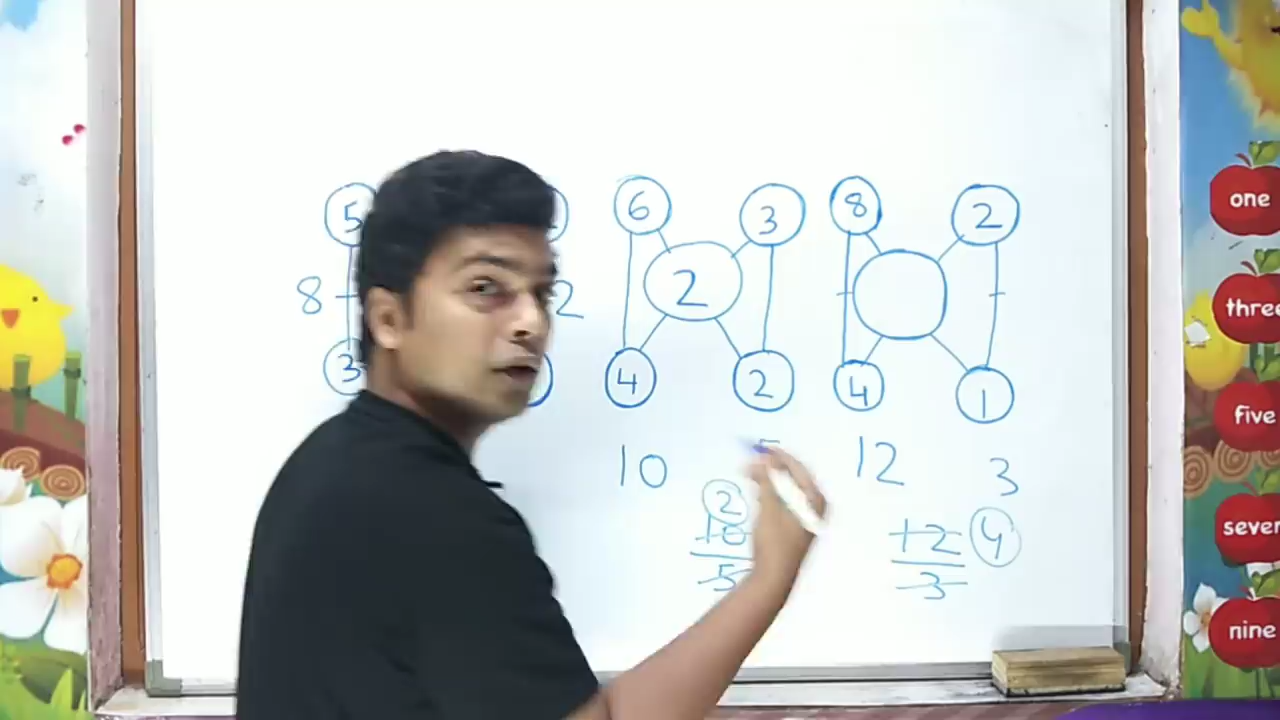 5 6 3 8 2
8 2 2
3 4 2 4 1
10 5 12 3
2
10 12 4
5 3
one
three
five
seven
nine